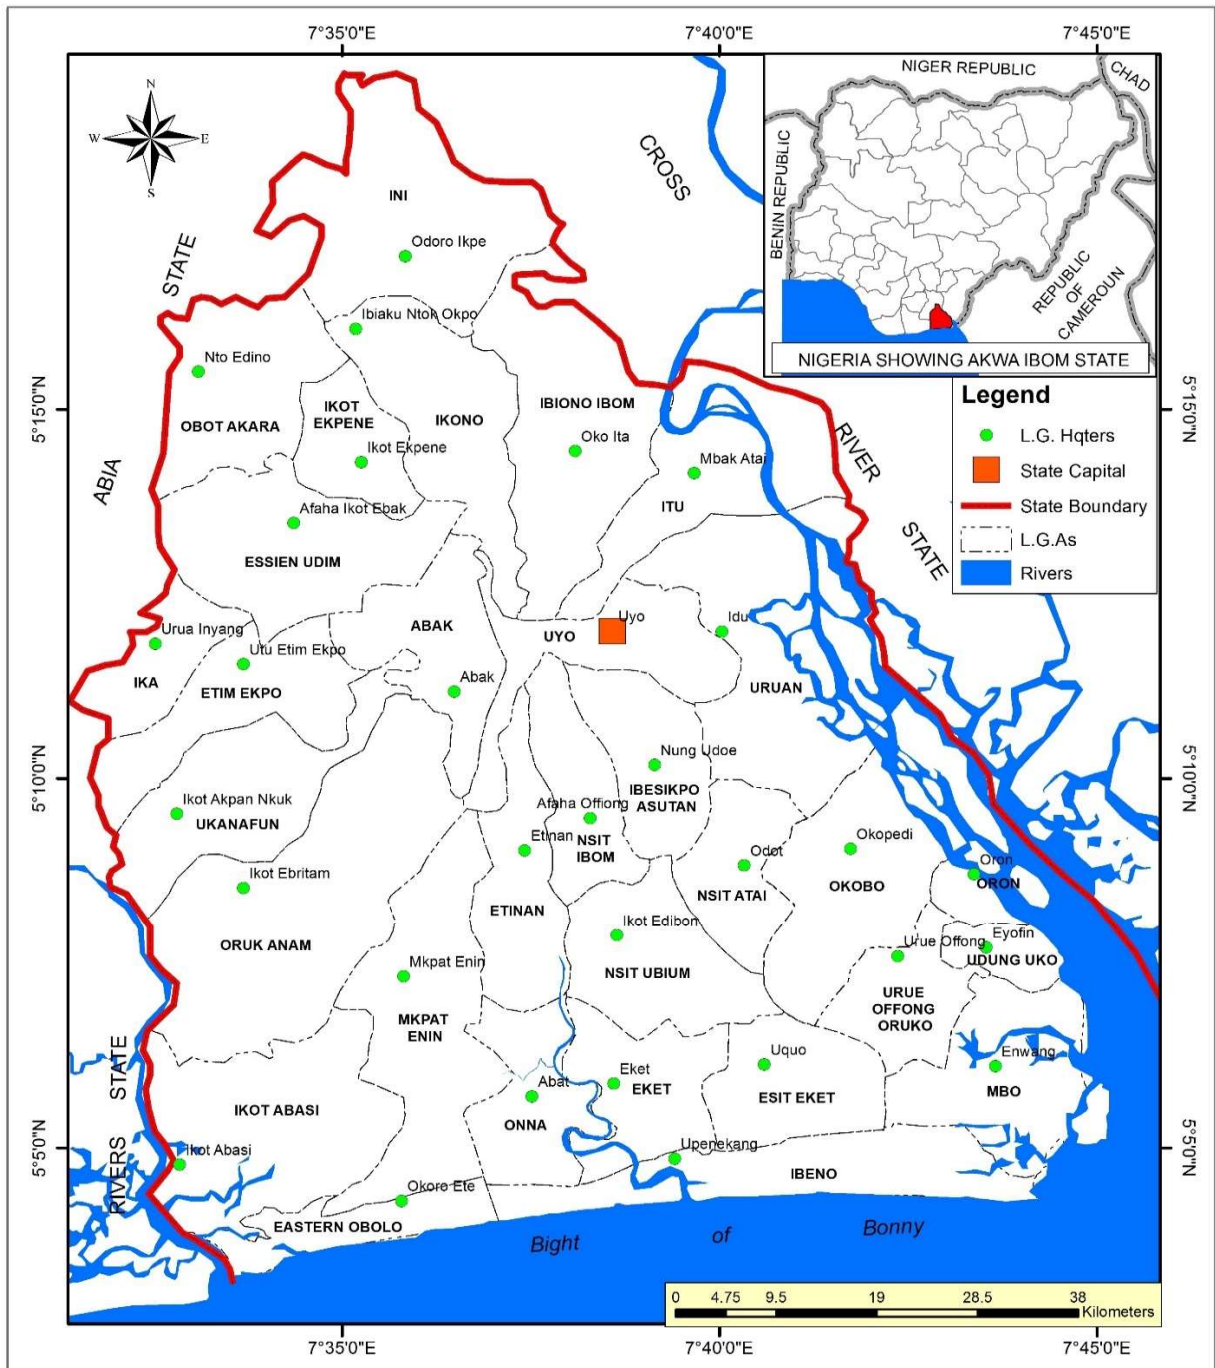 7°35'0"E
7°40'0"E
7°45'0"E
N
W
E
S
NIGER REPUBLIC
CHAD
BENIN REPUBLIC
REPUBLIC
OF
CAMEROUN
NIGERIA SHOWING AKWA IBOM STATE
Legend
L.G. Hqters
State Capital
State Boundary
L.G.As
Rivers
CROSS
RIVER
STATE
ABIA
STATE
RIVERS
STATE
5°15'0"N
5°15'0"N
5°10'0"N
5°10'0"N
5°5'0"N
5°5'0"N
INI
Odoro Ikpe
Ibiaku Ntok Okpo
Nto Edino
OBOT AKARA
IKOT
EKPENE
IKONO
IBIONO IBOM
Oko Ita
Ikot Ekpene
Mbak Atai
ITU
Afaha Ikot Ebak
ESSIEN UDIM
ABAK
UYO
Uyo
Idu
Urua Inyang
Utu Etim Ekpo
IKA
ETIM EKPO
Abak
URUAN
Nung Udoe
IBESIKPO
ASUTAN
Ikot Akpan Nkuk
UKANAFUN
Afaha Offiong
NSIT
IBOM
Etinan
Odot
Okopedi
Oron
ORON
Ikot Ebritam
NSIT ATAI
OKOBO
ETINAN
Ikot Edibon
ORUK ANAM
Urue Offong
Eyofin
UDUNG UKO
Mkpat Enin
NSIT UBIUM
URUE
OFFONG
ORUKO
MKPAT
ENIN
Uquo
Enwang
Eket
EKET
Abat
ESIT EKET
MBO
IKOT ABASI
ONNA
Ikot Abasi
Upenekang
IBENO
Okoro Ete
EASTERN OBOLO
Bight of Bonny
0 4.75 9.5 19 28.5 38
Kilometers
7°35'0"E
7°40'0"E
7°45'0"E